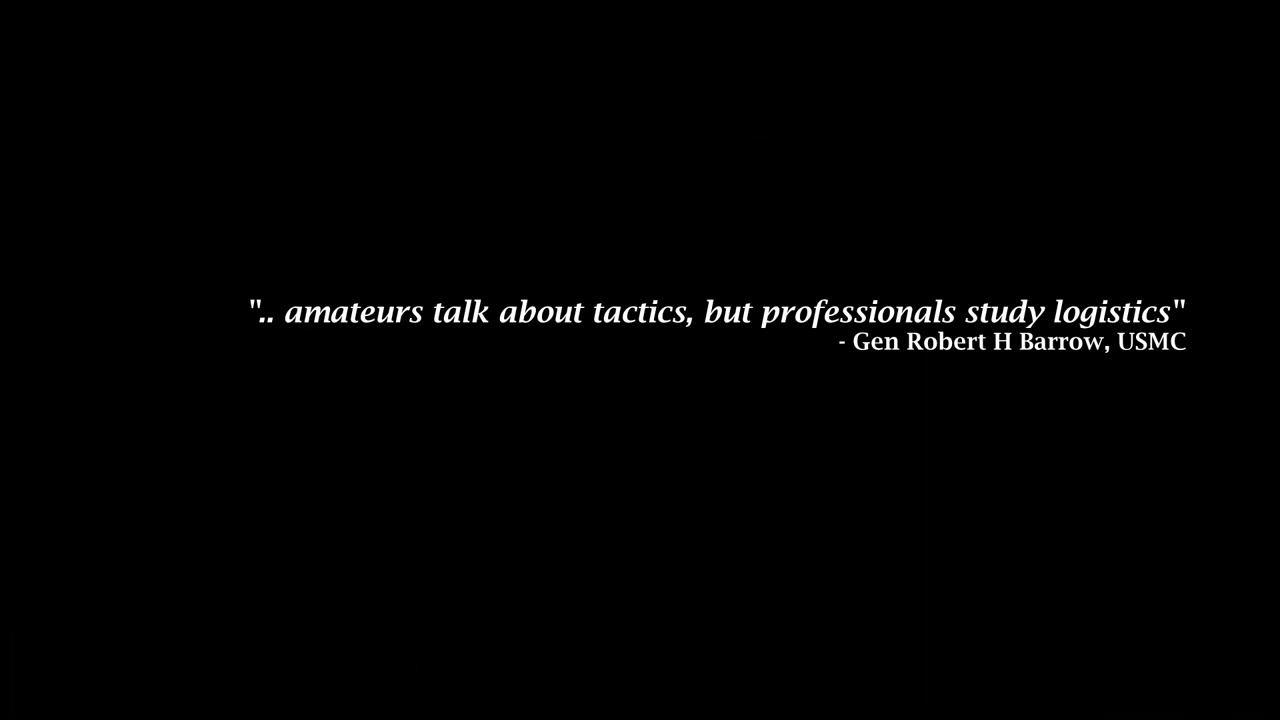 ".. amateurs talk about tactics, but professionals study logistics"
- Gen Robert H Barrow, USMC